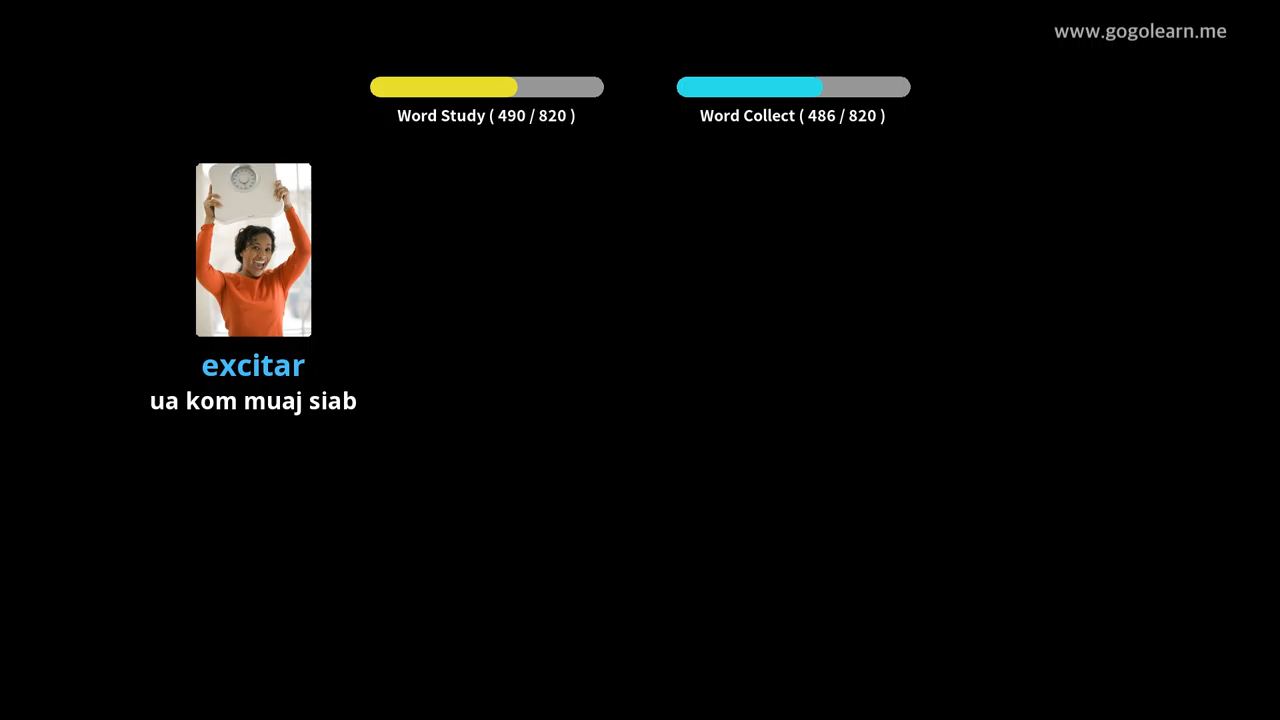 www.gogolearn.me
Word Study ( 490 / 820 )
Word Collect ( 486 / 820 )
excitar
ua kom muaj siab